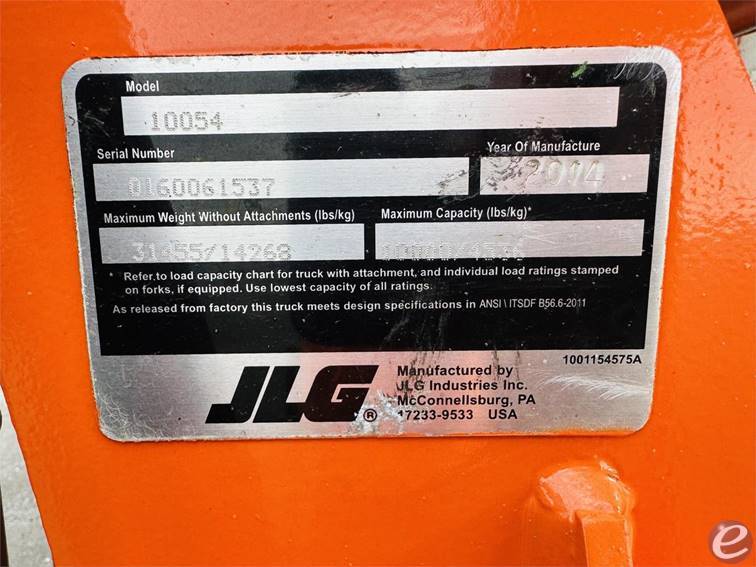 Model
10054
Serial Number
Year Of Manufacture
0160061537
2014
Maximum Weight Without Attachments (lbs/kg)
Maximum Capacity (lbs/kg)*
31455/14268
10000/4536
* Refer to load capacity chart for truck with attachment, and individual load ratings stamped
on forks, if equipped. Use lowest capacity of all ratings.
As released from factory this truck meets design specifications in ANSI \ ITSDF B56.6-2011
1001154575A
JLG®
Manufactured by
JLG Industries Inc.
McConnellsburg, PA
17233-9533 USA
e